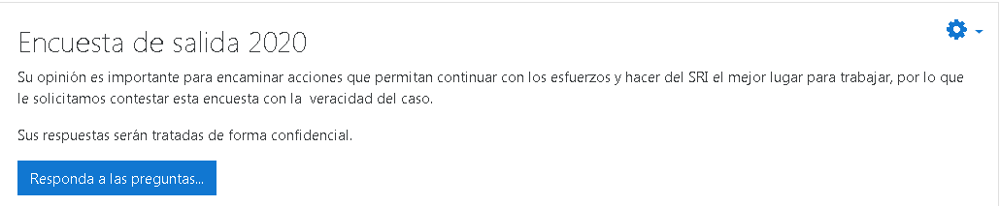 Encuesta de salida 2020
Su opinión es importante para encaminar acciones que permitan continuar con los esfuerzos y hacer del SRI el mejor lugar para trabajar, por lo que
le solicitamos contestar esta encuesta con la  veracidad del caso.
Sus respuestas serán tratadas de forma confidencial.
Responda a las preguntas...